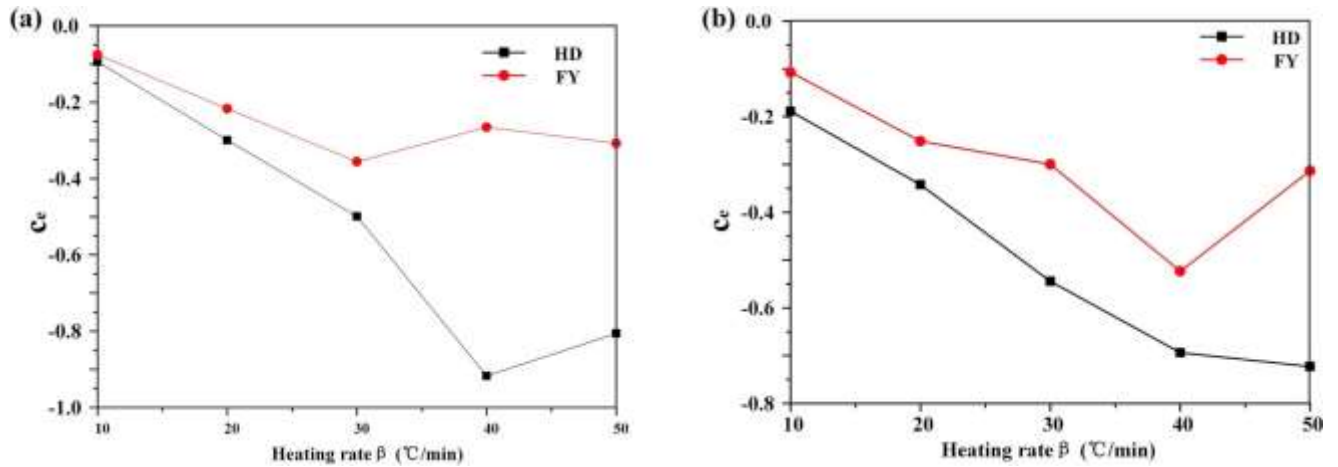 (a)
0.0
-0.2
-0.4
-0.6
-0.8
-1.0
ce
HD
FY
10 20 30 40 50
Heating rate β (℃/min)
(b)
0.0
-0.2
-0.4
-0.6
-0.8
ce
HD
FY
10 20 30 40 50
Heating rate β (℃/min)